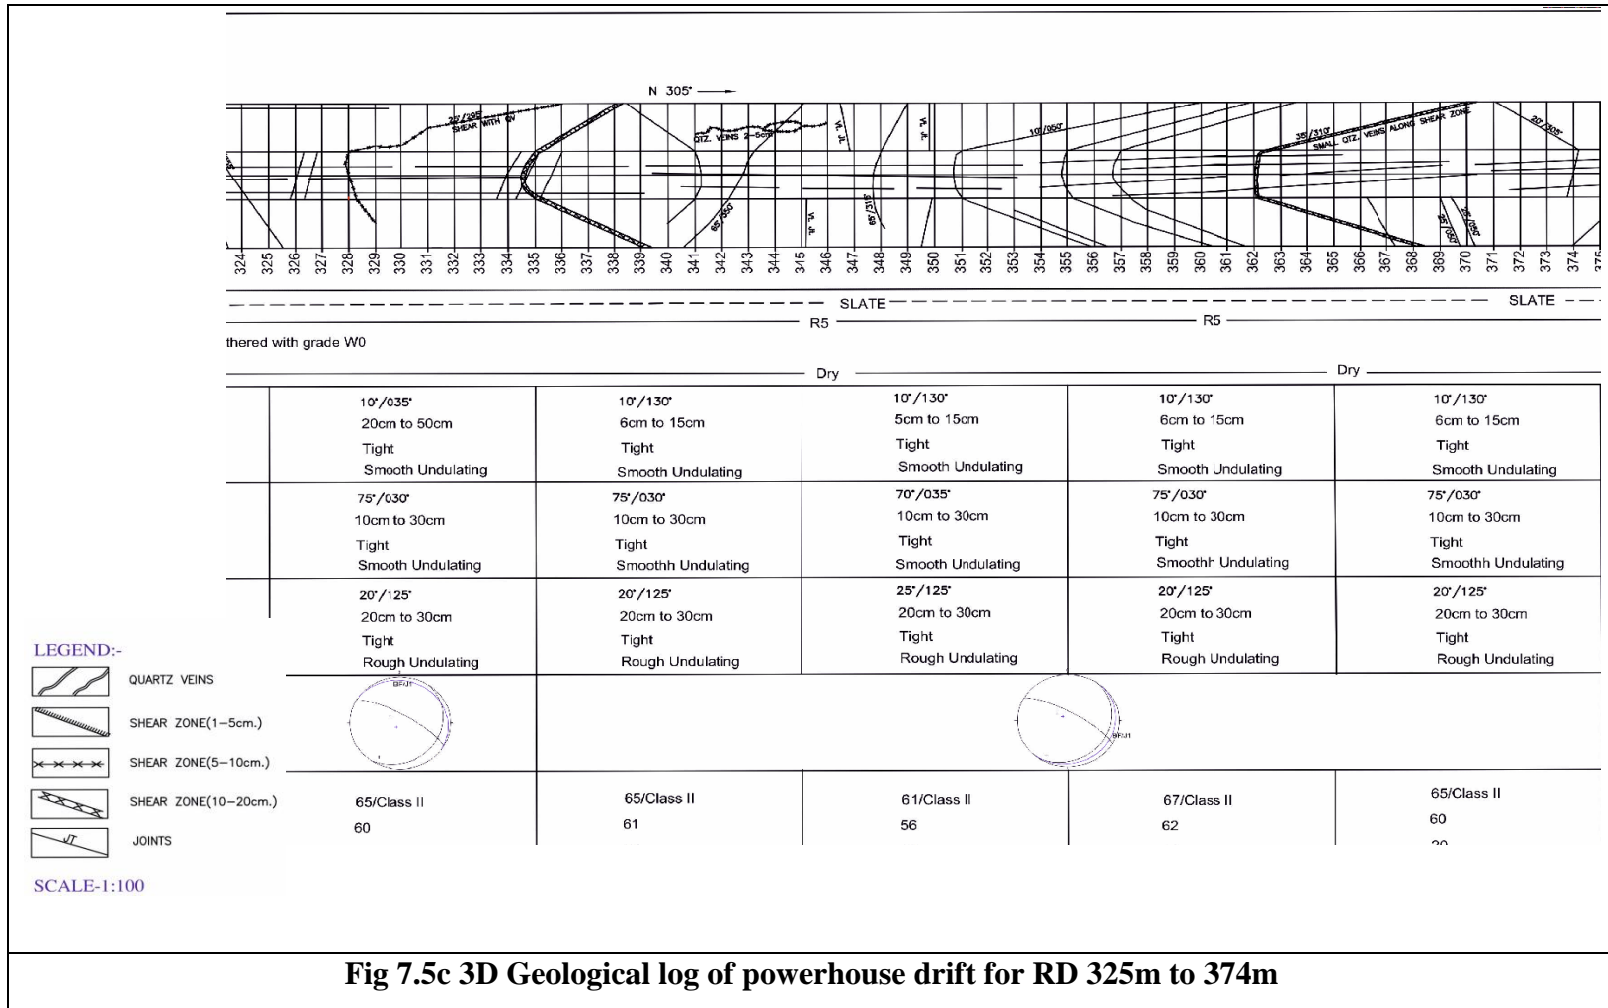 N 305°
25°/295°
SHEAR WITH QV
QTZ. VEINS 2-5cm
65°/050°
VL. JL.
VL. JL.
VL. JL.
65°/315°
10°/050°
35°/310°
SMALL QTZ. VEINS ALONG SHEAR ZONE
25°/050°
25°/050°
20°/305°
324 325 326 327 328 329 330 331 332 333 334 335 336 337 338 339 340 341 342 343 344 345 346 347 348 349 350 351 352 353 354 355 356 357 358 359 360 361 362 363 364 365 366 367 368 369 370 371 372 373 374 375
SLATE SLATE
R5 R5
thered with grade W0
Dry Dry
10°/035° 10°/130° 10°/130° 10°/130° 10°/130°
20cm to 50cm 6cm to 15cm 5cm to 15cm 6cm to 15cm 6cm to 15cm
Tight Tight Tight Tight Tight
Smooth Undulating Smooth Undulating Smooth Undulating Smooth Undulating Smooth Undulating
75°/030° 75°/030° 70°/035° 75°/030° 75°/030°
10cm to 30cm 10cm to 30cm 10cm to 30cm 10cm to 30cm 10cm to 30cm
Tight Tight Tight Tight Tight
Smooth Undulating Smoothh Undulating Smooth Undulating Smoothh Undulating Smoothh Undulating
20°/125° 20°/125° 25°/125° 20°/125° 20°/125°
20cm to 30cm 20cm to 30cm 20cm to 30cm 20cm to 30cm 20cm to 30cm
Tight Tight Tight Tight Tight
Rough Undulating Rough Undulating Rough Undulating Rough Undulating Rough Undulating
65/Class II 65/Class II 61/Class II 67/Class II 65/Class II
60 61 56 62 60
LEGEND:-
QUARTZ VEINS
SHEAR ZONE(1-5cm.)
SHEAR ZONE(5-10cm.)
SHEAR ZONE(10-20cm.)
JT
JOINTS
SCALE-1:100
Fig 7.5c 3D Geological log of powerhouse drift for RD 325m to 374m